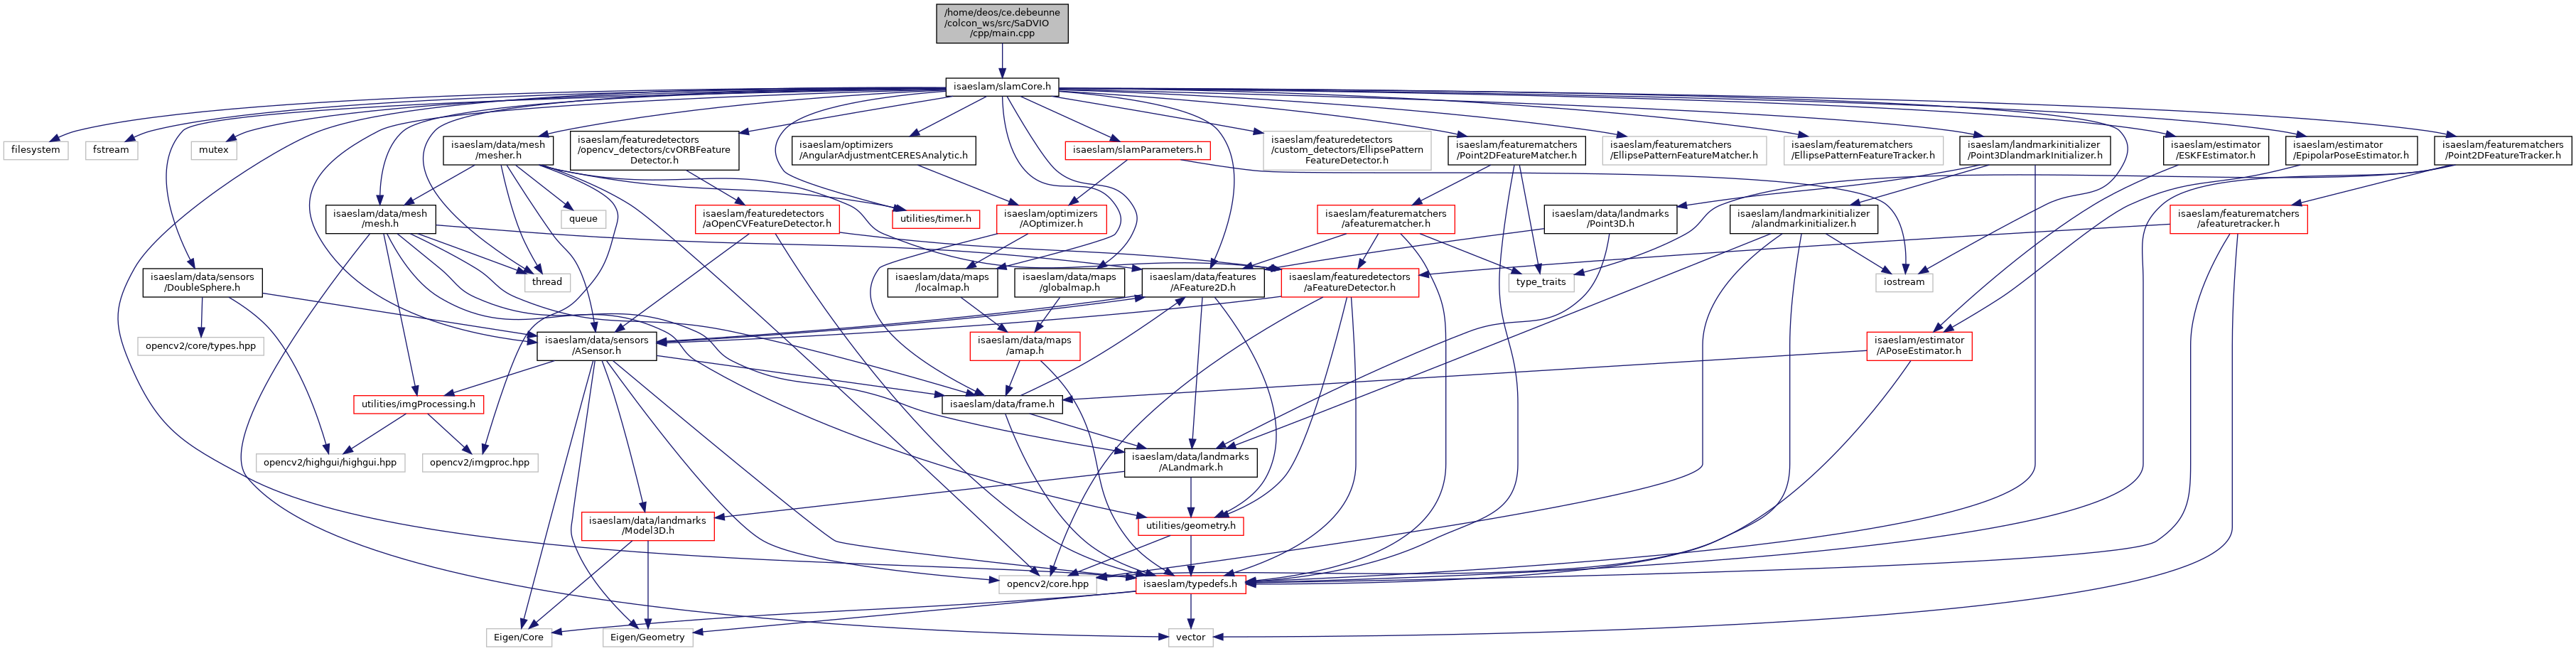 /home/deos/ce.debeunne
/colcon_ws/src/SaDVIO
/cpp/main.cpp
isaeslam/slamCore.h
filesystem
fstream
mutex
isaeslam/data/mesh
/mesher.h
isaeslam/featuredetectors
/opencv_detectors/cvORBFeature
Detector.h
isaeslam/optimizers
/AngularAdjustmentCERESAnalytic.h
isaeslam/slamParameters.h
isaeslam/featuredetectors
/custom_detectors/EllipsePattern
FeatureDetector.h
isaeslam/featurematchers
/Point2DFeatureMatcher.h
isaeslam/featurematchers
/EllipsePatternFeatureMatcher.h
isaeslam/featurematchers
/EllipsePatternFeatureTracker.h
isaeslam/landmarkinitializer
/Point3DlandmarkInitializer.h
isaeslam/estimator
/ESKFEstimator.h
isaeslam/estimator
/EpipolarPoseEstimator.h
isaeslam/featurematchers
/Point2DFeatureTracker.h
isaeslam/data/mesh
/mesh.h
queue
isaeslam/featuredetectors
/aOpenCVFeatureDetector.h
utilities/timer.h
isaeslam/optimizers
/AOptimizer.h
isaeslam/featurematchers
/afeaturematcher.h
isaeslam/data/landmarks
/Point3D.h
isaeslam/landmarkinitializer
/alandmarkinitializer.h
isaeslam/featurematchers
/afeaturetracker.h
isaeslam/data/sensors
/DoubleSphere.h
thread
isaeslam/data/maps
/localmap.h
isaeslam/data/maps
/globalmap.h
isaeslam/data/features
/AFeature2D.h
isaeslam/featuredetectors
/aFeatureDetector.h
type_traits
iostream
opencv2/core/types.hpp
isaeslam/data/sensors
/ASensor.h
isaeslam/data/maps
/amap.h
isaeslam/estimator
/APoseEstimator.h
utilities/imgProcessing.h
isaeslam/data/frame.h
opencv2/highgui/highgui.hpp
opencv2/imgproc.hpp
isaeslam/data/landmarks
/ALandmark.h
isaeslam/data/landmarks
/Model3D.h
utilities/geometry.h
opencv2/core.hpp
isaeslam/typedefs.h
Eigen/Core
Eigen/Geometry
vector